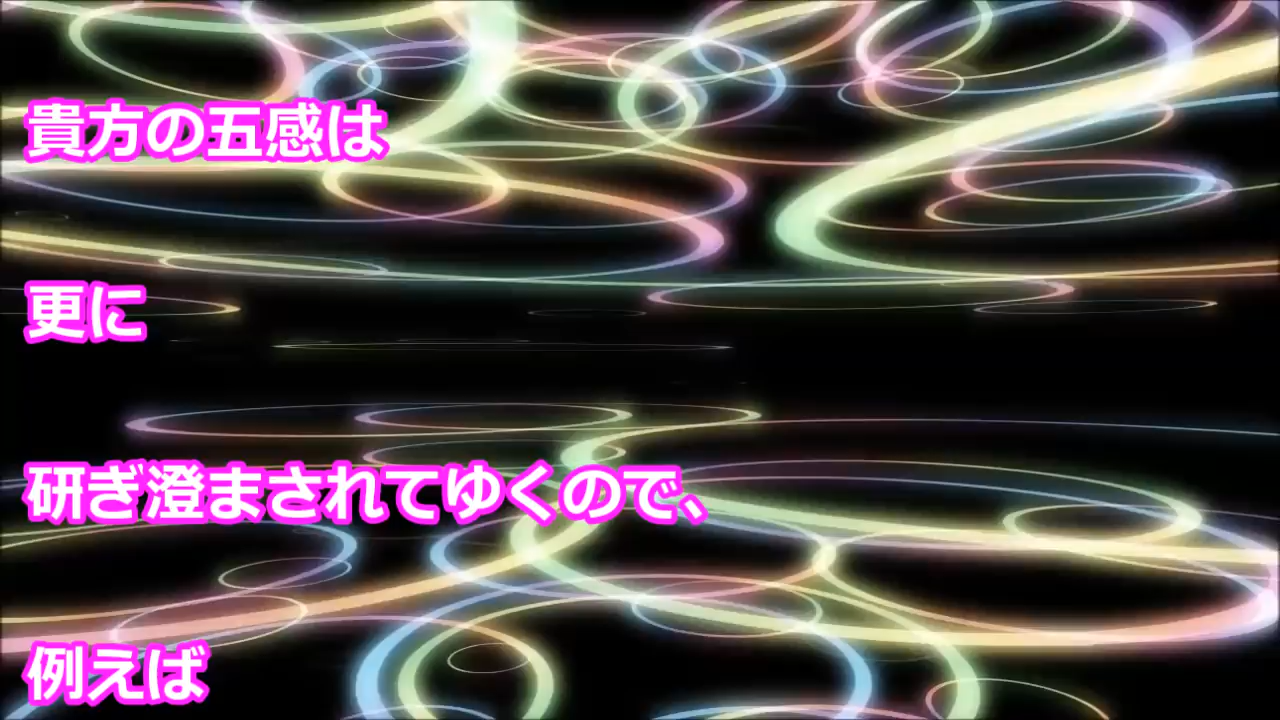 貴方の五感は
更に
研ぎ澄まされてゆくので、
例えば